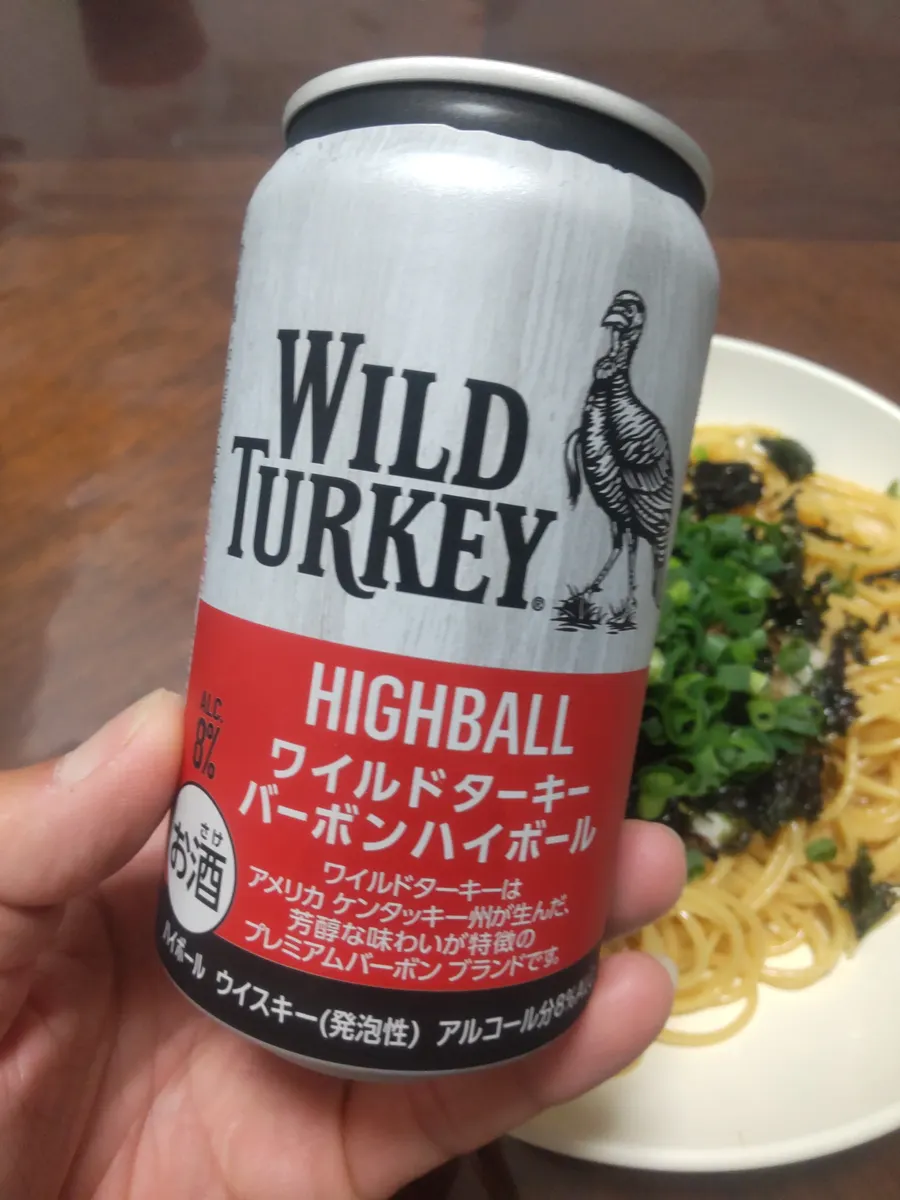 WILD
TURKEY®
HIGHBALL
ワイルドターキー
バーボンハイボール
ALC.
8%
さけ
お酒
ワイルドターキーは
アメリカ ケンタッキー州が生んだ、
芳醇な味わいが特徴の
プレミアムバーボン ブランドです。
ハイボール ウイスキー(発泡性) アルコール分8%